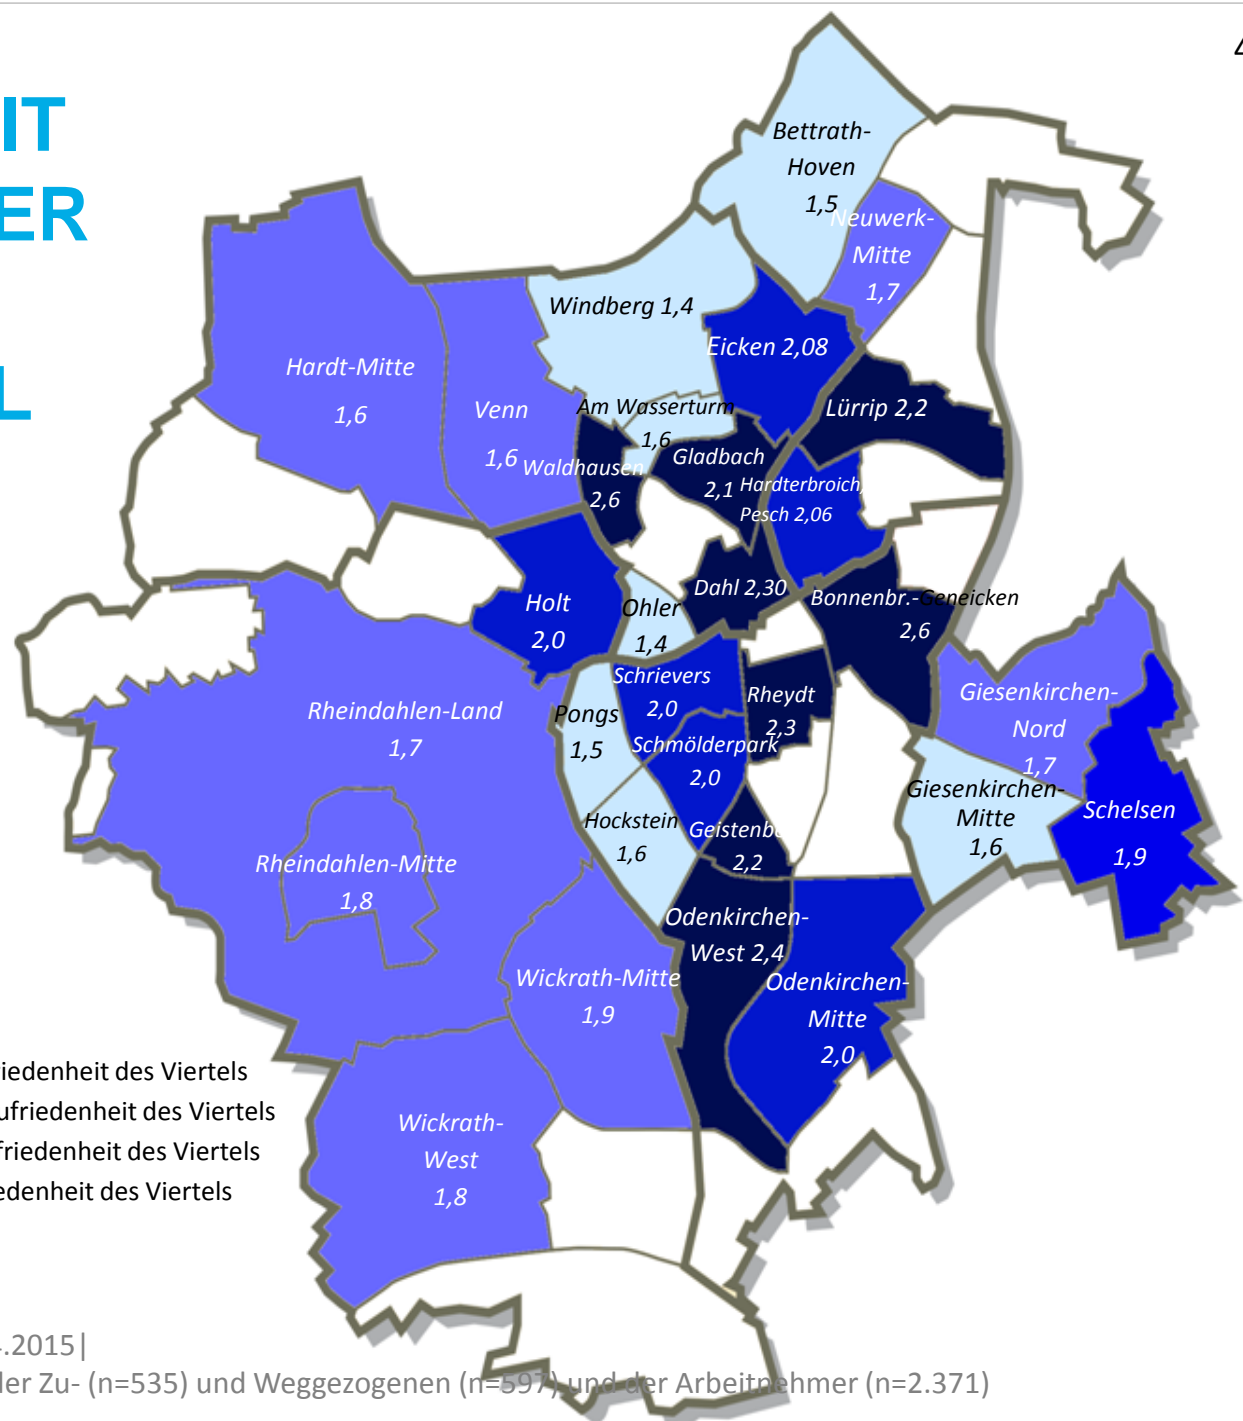 IT
ER
L
Bettrath-
Hoven
1,5
Neuwerk-
Mitte
1,7
Windberg 1,4
Eicken 2,08
Hardt-Mitte
1,6
Venn
1,6
Am Wasserturm
1,6
Lürrip 2,2
Waldhausen
2,6
Gladbach
2,1
Hardterbroich,
Pesch 2,06
Dahl 2,30
Bonnenbr.-Geneicken
2,6
Holt
2,0
Ohler
1,4
Schrievers
2,0
Rheydt
2,3
Giesenkirchen-
Nord
1,7
Rheindahlen-Land
1,7
Pongs
1,5
Schmölderpark
2,0
Giesenkirchen-
Mitte
1,6
Schelsen
1,9
Hockstein
1,6
Geistenbe
2,2
Rheindahlen-Mitte
1,8
Odenkirchen-
West 2,4
Wickrath-Mitte
1,9
Odenkirchen-
Mitte
2,0
Wickrath-
West
1,8
riedenheit des Viertels
ufriedenheit des Viertels
friedenheit des Viertels
edenheit des Viertels
.2015|
der Zu- (n=535) und Weggezogenen (n=597) und der Arbeitnehmer (n=2.371)